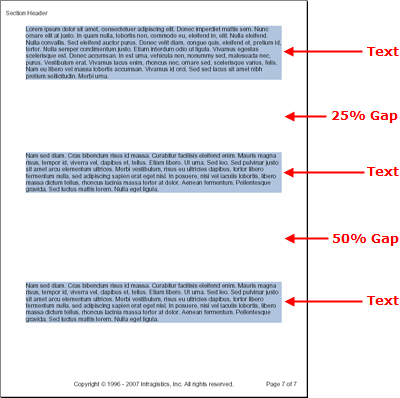 Section Header
Lorem ipsum dolor sit amet, consectetuer adipiscing elit. Donec imperdiet mattis sem. Nunc
ornare elit at justo. In quam nulla, lobortis non, commodo eu, eleifend in, elit. Nulla eleifend.
Nulla convallis. Sed eleifend auctor purus. Donec velit diam, congue quis, eleifend et, pretium id,
tortor. Nulla semper condimentum justo. Etiam interdum odio ut ligula. Vivamus egestas
scelerisque est. Donec accumsan. In est urna, vehicula non, nonummy sed, malesuada nec,
purus. Vestibulum erat. Vivamus lacus enim, rhoncus nec, ornare sed, scelerisque varius, felis.
Nam eu libero vel massa lobortis accumsan. Vivamus id orci. Sed sed lacus sit amet nibh
pretium sollicitudin. Morbi urna.
Text
25% Gap
Nam sed diam. Cras bibendum risus id massa. Curabitur facilisis eleifend enim. Mauris magna
risus, tempor id, viverra vel, dapibus et, tellus. Etiam libero. Ut urna. Sed leo. Sed pulvinar justo
sit amet arcu elementum ultrices. Morbi vestibulum, risus eu ultricies dapibus, tortor libero
fermentum nulla, sed adipiscing sapien erat eget nisl. In posuere, nisi vel iaculis lobortis, libero
massa dictum tellus, rhoncus lacinia massa tortor at dolor. Aenean fermentum. Pellentesque
gravida. Sed luctus mattis lorem. Nulla eget ligula.
Text
50% Gap
Nam sed diam. Cras bibendum risus id massa. Curabitur facilisis eleifend enim. Mauris magna
risus, tempor id, viverra vel, dapibus et, tellus. Etiam libero. Ut urna. Sed leo. Sed pulvinar justo
sit amet arcu elementum ultrices. Morbi vestibulum, risus eu ultricies dapibus, tortor libero
fermentum nulla, sed adipiscing sapien erat eget nisl. In posuere, nisi vel iaculis lobortis, libero
massa dictum tellus, rhoncus lacinia massa tortor at dolor. Aenean fermentum. Pellentesque
gravida. Sed luctus mattis lorem. Nulla eget ligula.
Text
Copyright © 1996 - 2007 Infragistics, Inc. All rights reserved.
Page 7 of 7